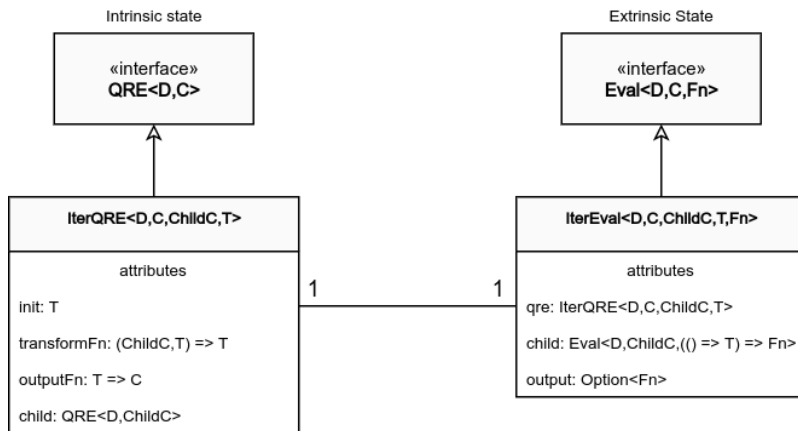 Intrinsic state
Extrinsic State
«interface»
QRE<D,C>
«interface»
Eval<D,C,Fn>
IterQRE<D,C,ChildC,T>
attributes
init: T
transformFn: (ChildC,T) => T
outputFn: T => C
child: QRE<D,ChildC>
1
1
IterEval<D,C,ChildC,T,Fn>
attributes
qre: IterQRE<D,C,ChildC,T>
child: Eval<D,ChildC,(() => T) => Fn>
output: Option<Fn>